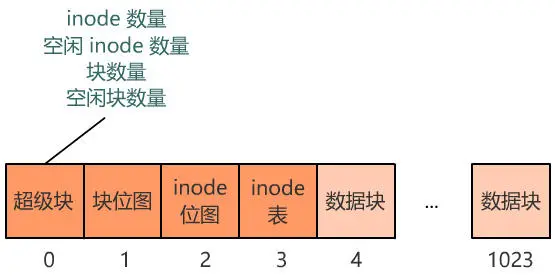 inode 数量
空闲 inode 数量
块数量
空闲块数量
超级块
块位图
inode
位图
inode
表
数据块
...
数据块
0
1
2
3
4
1023